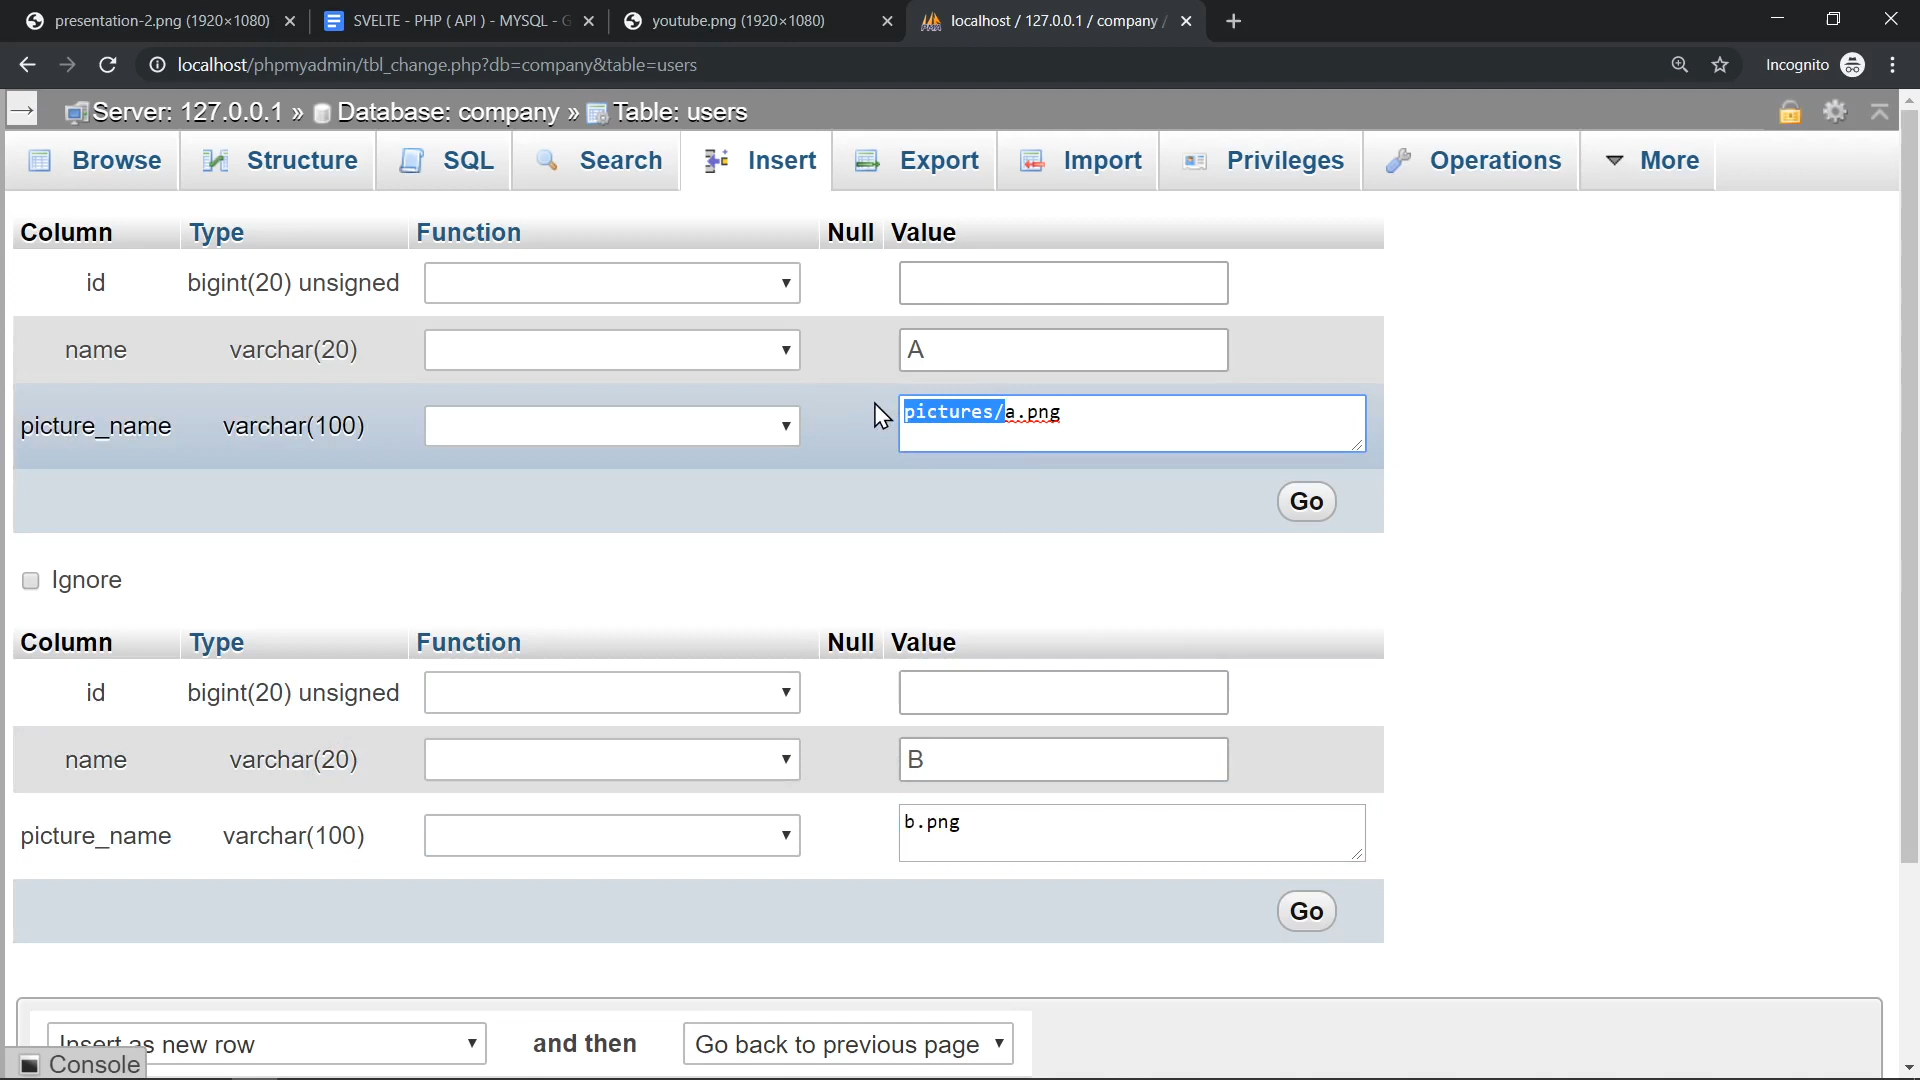 presentation-2.png (1920×1080)
SVELTE - PHP ( API ) - MYSQL - G
youtube.png (1920×1080)
localhost / 127.0.0.1 / company /
localhost/phpmyadmin/tbl_change.php?db=company&table=users
Incognito
Server: 127.0.0.1 » Database: company » Table: users
Browse Structure SQL Search Insert Export Import Privileges Operations More
Column Type Function Null Value
id bigint(20) unsigned
name varchar(20) A
picture_name varchar(100) pictures/a.png
Go
Ignore
Column Type Function Null Value
id bigint(20) unsigned
name varchar(20) B
picture_name varchar(100) b.png
Go
Insert as new row and then Go back to previous page
Console